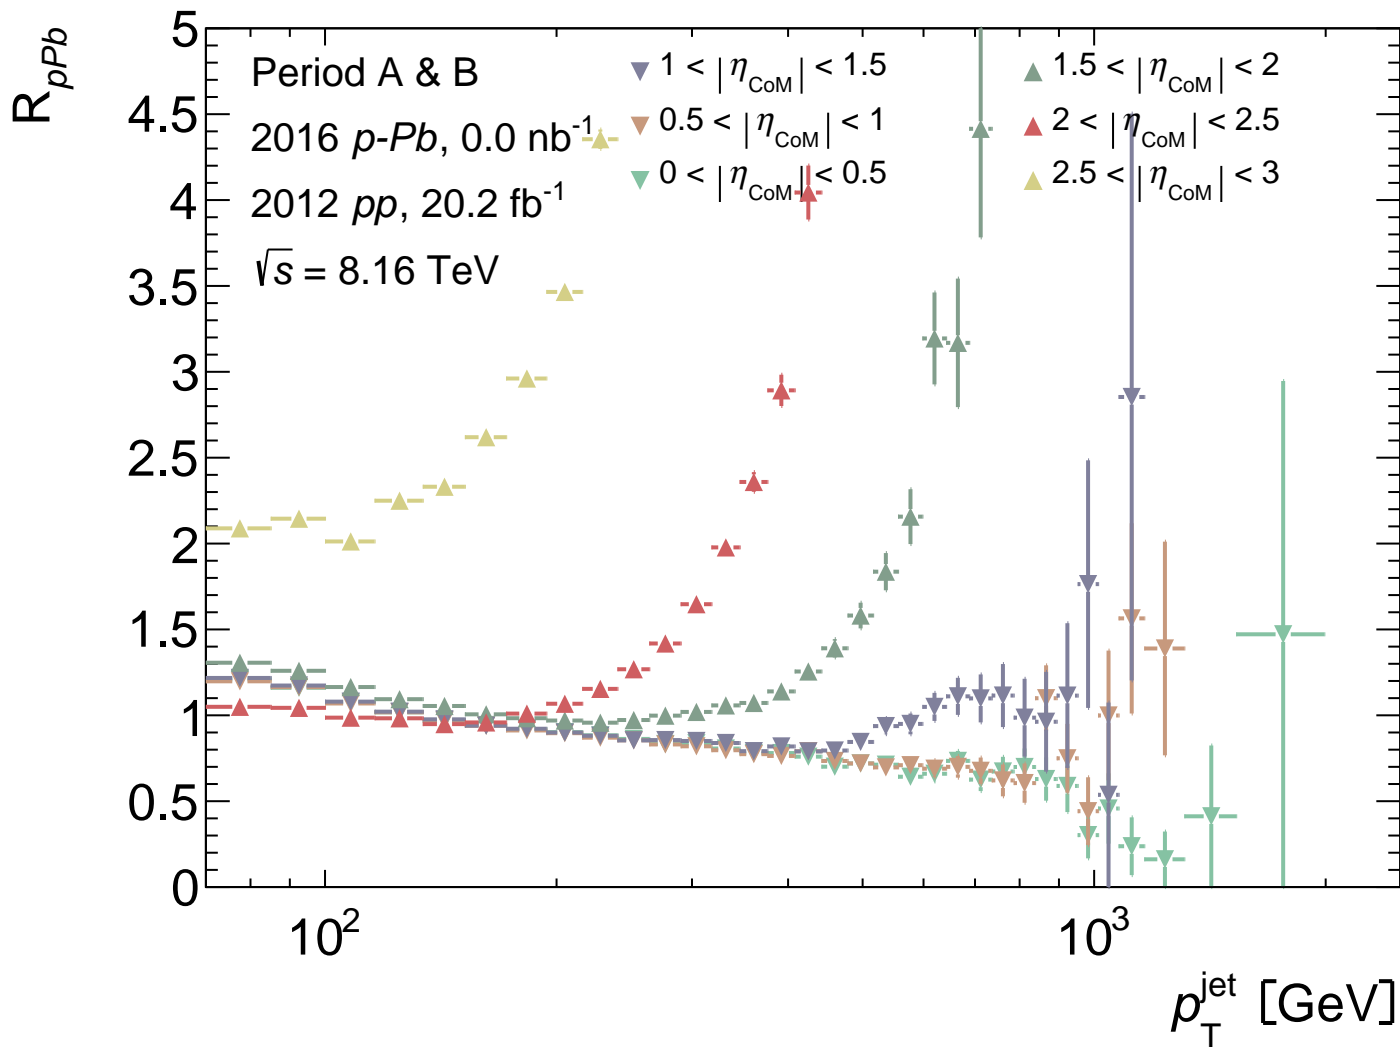 R_pPb
5
4.5
4
3.5
3
2.5
2
1.5
1
0.5
0
Period A & B
2016 p-Pb, 0.0 nb⁻¹
2012 pp, 20.2 fb⁻¹
√s = 8.16 TeV
1 < |η_CoM| < 1.5
0.5 < |η_CoM| < 1
0 < |η_CoM| < 0.5
1.5 < |η_CoM| < 2
2 < |η_CoM| < 2.5
2.5 < |η_CoM| < 3
10² 10³
p_T^jet [GeV]